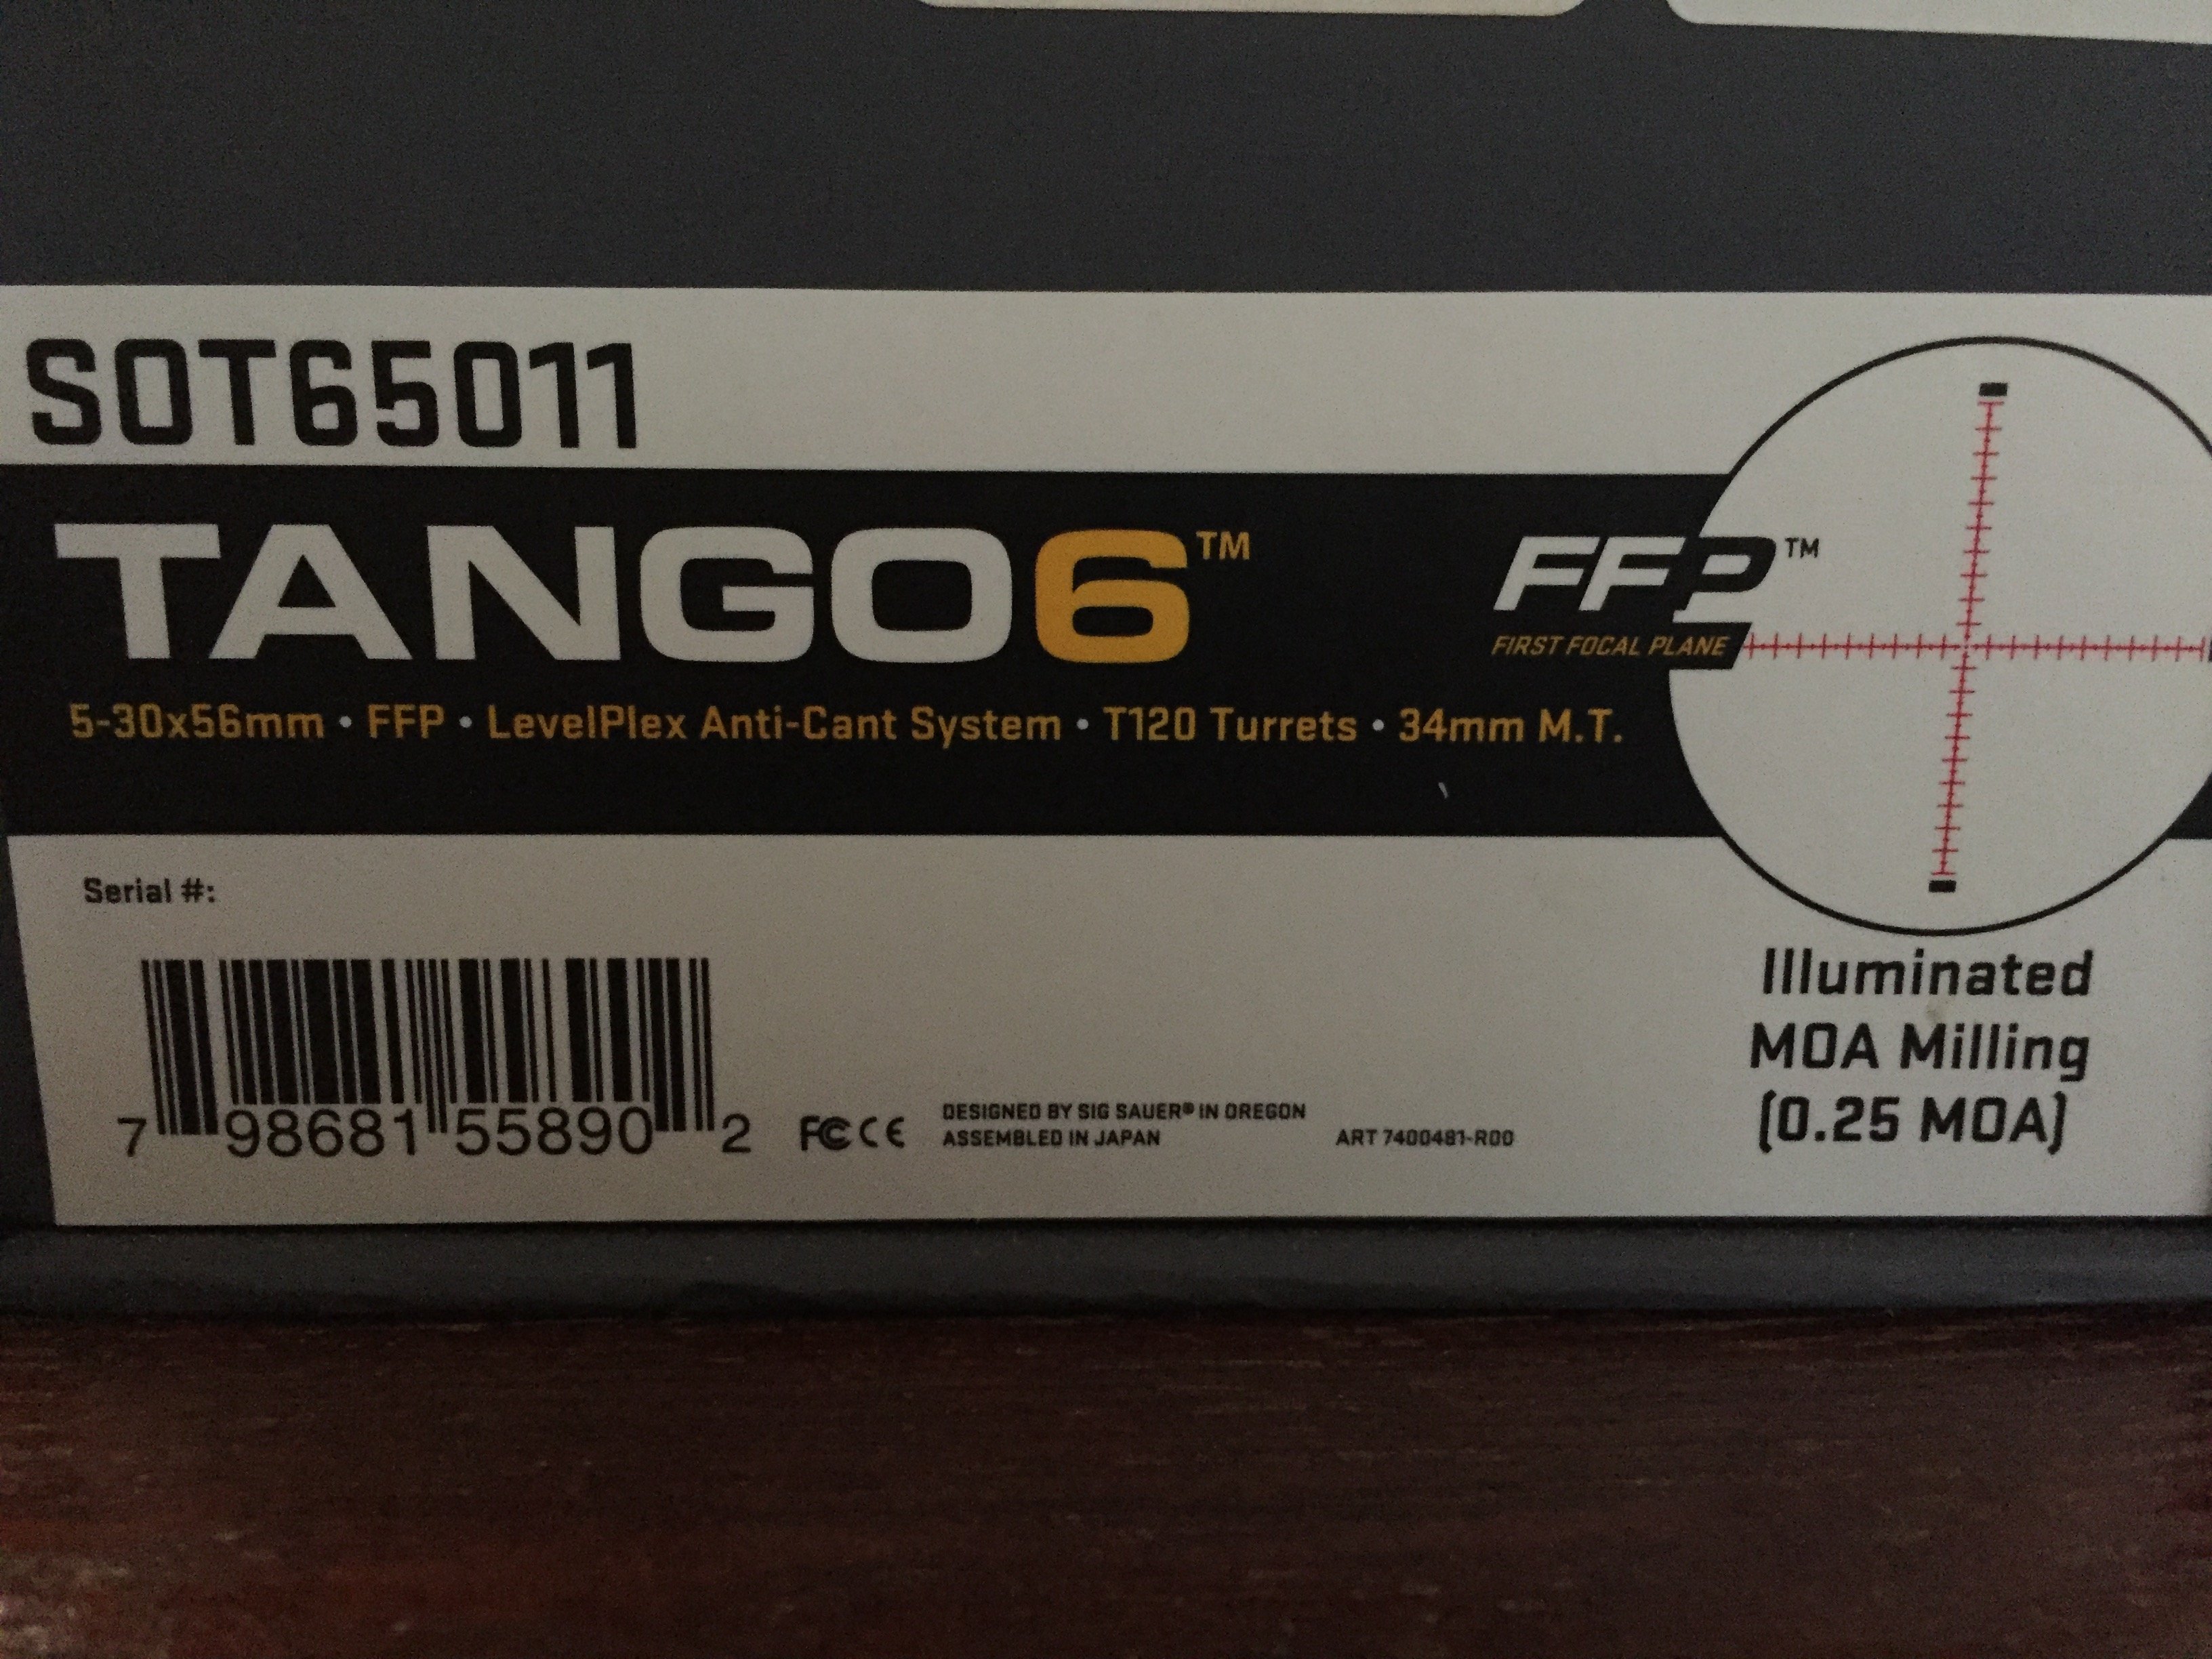 SOT65011
TANGO6™
FFP™
FIRST FOCAL PLANE
5-30x56mm • FFP • LevelPlex Anti-Cant System • T120 Turrets • 34mm M.T.
Serial #:
7 98681 55890 2
FC CE
DESIGNED BY SIG SAUER® IN OREGON
ASSEMBLED IN JAPAN
ART 7400481-R00
Illuminated
MOA Milling
(0.25 MOA)